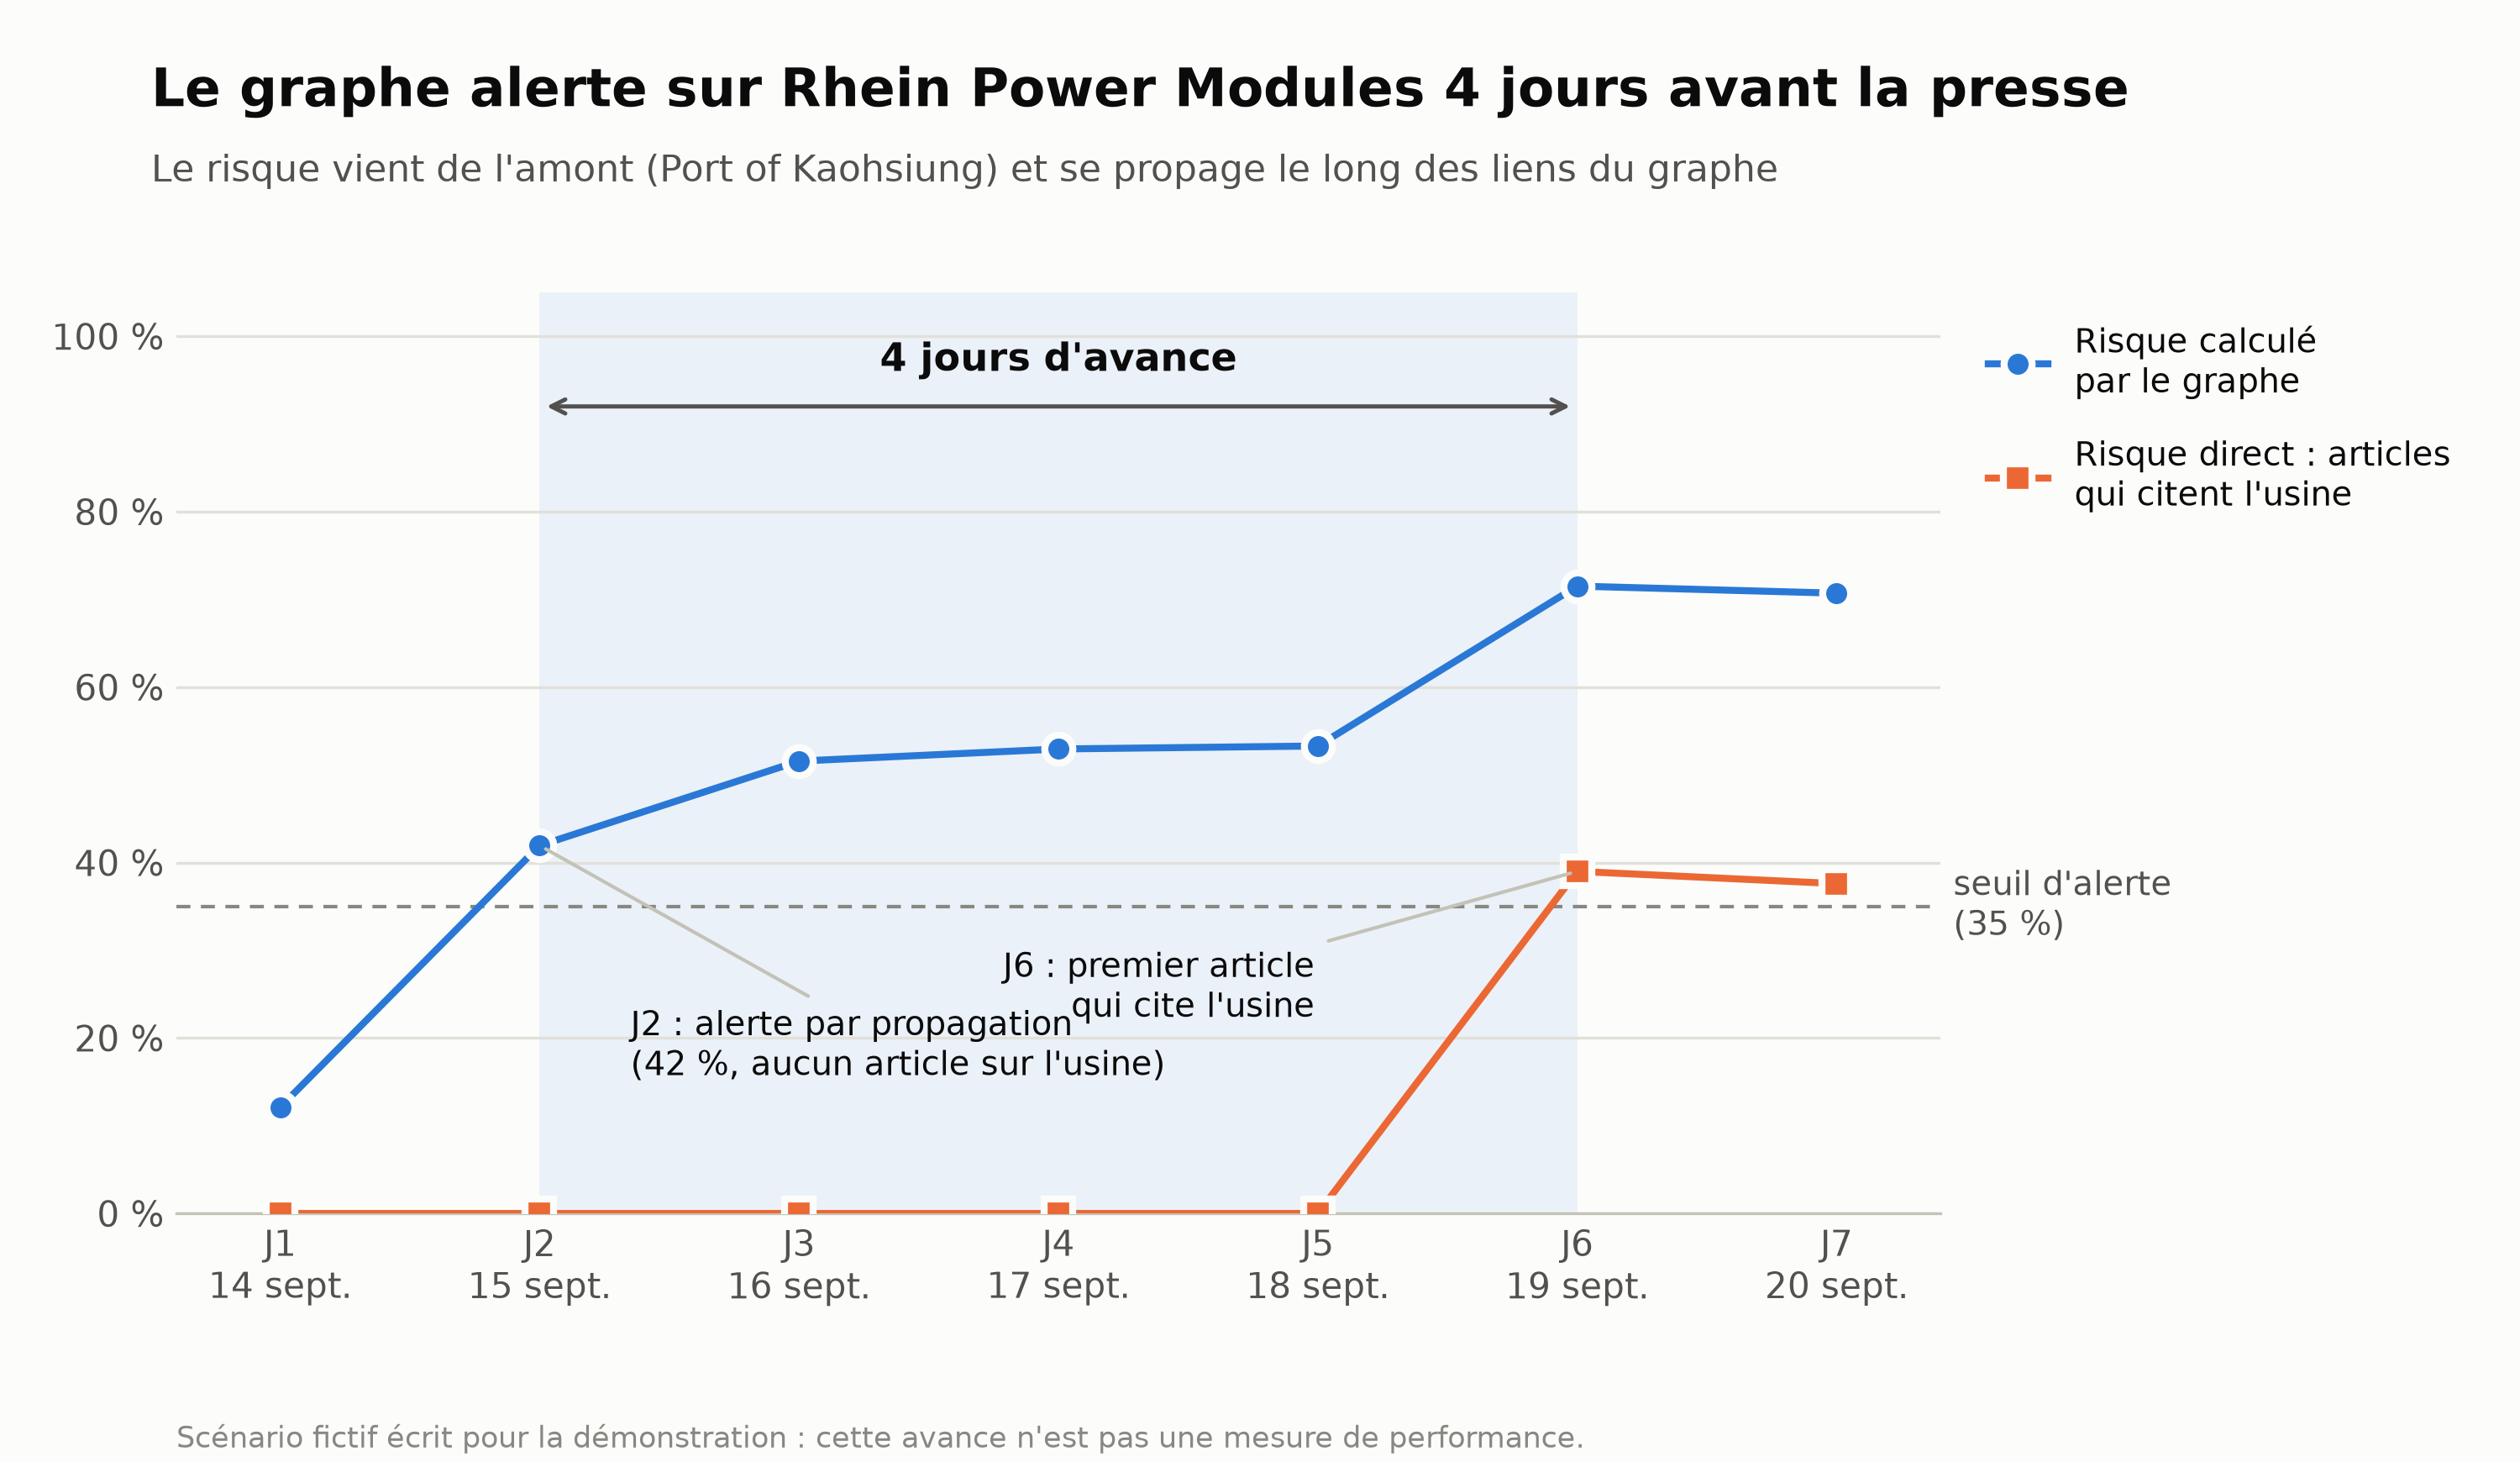 Le graphe alerte sur Rhein Power Modules 4 jours avant la presse
Le risque vient de l'amont (Port of Kaohsiung) et se propage le long des liens du graphe
100 %
80 %
60 %
40 %
20 %
0 %
4 jours d'avance
Risque calculé
par le graphe
Risque direct : articles
qui citent l'usine
seuil d'alerte
(35 %)
J6 : premier article
qui cite l'usine
J2 : alerte par propagation
(42 %, aucun article sur l'usine)
J1
14 sept.
J2
15 sept.
J3
16 sept.
J4
17 sept.
J5
18 sept.
J6
19 sept.
J7
20 sept.
Scénario fictif écrit pour la démonstration : cette avance n'est pas une mesure de performance.